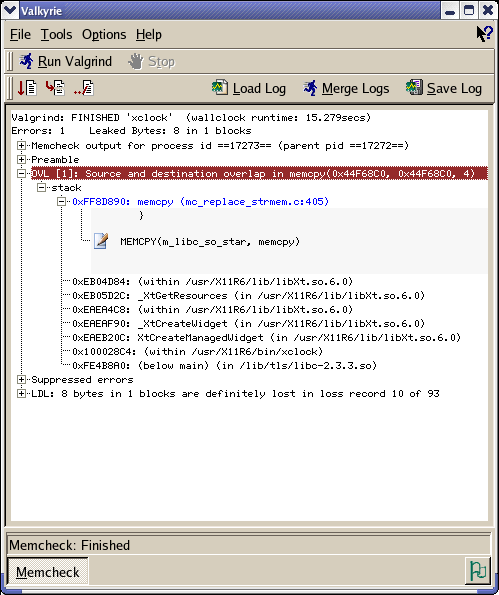 Valkyrie
File Tools Options Help
Run Valgrind Stop
Load Log Merge Logs Save Log
Valgrind: FINISHED 'xclock' (wallclock runtime: 15.279secs)
Errors: 1 Leaked Bytes: 8 in 1 blocks
Memcheck output for process id ==17273== (parent pid ==17272==)
Preamble
OVL [1]: Source and destination overlap in memcpy(0x44F68C0, 0x44F68C0, 4)
stack
0xFF8D890: memcpy (mc_replace_strmem.c:405)
}
MEMCPY(m_libc_so_star, memcpy)
0xEB04D84: (within /usr/X11R6/lib/libXt.so.6.0)
0xEB05D2C: _XtGetResources (in /usr/X11R6/lib/libXt.so.6.0)
0xEAEA4C8: (within /usr/X11R6/lib/libXt.so.6.0)
0xEAEAF90: _XtCreateWidget (in /usr/X11R6/lib/libXt.so.6.0)
0xEAEB20C: XtCreateManagedWidget (in /usr/X11R6/lib/libXt.so.6.0)
0x100028C4: (within /usr/X11R6/bin/xclock)
0xFE4B8A0: (below main) (in /lib/tls/libc-2.3.3.so)
Suppressed errors
LDL: 8 bytes in 1 blocks are definitely lost in loss record 10 of 93
Memcheck: Finished
Memcheck